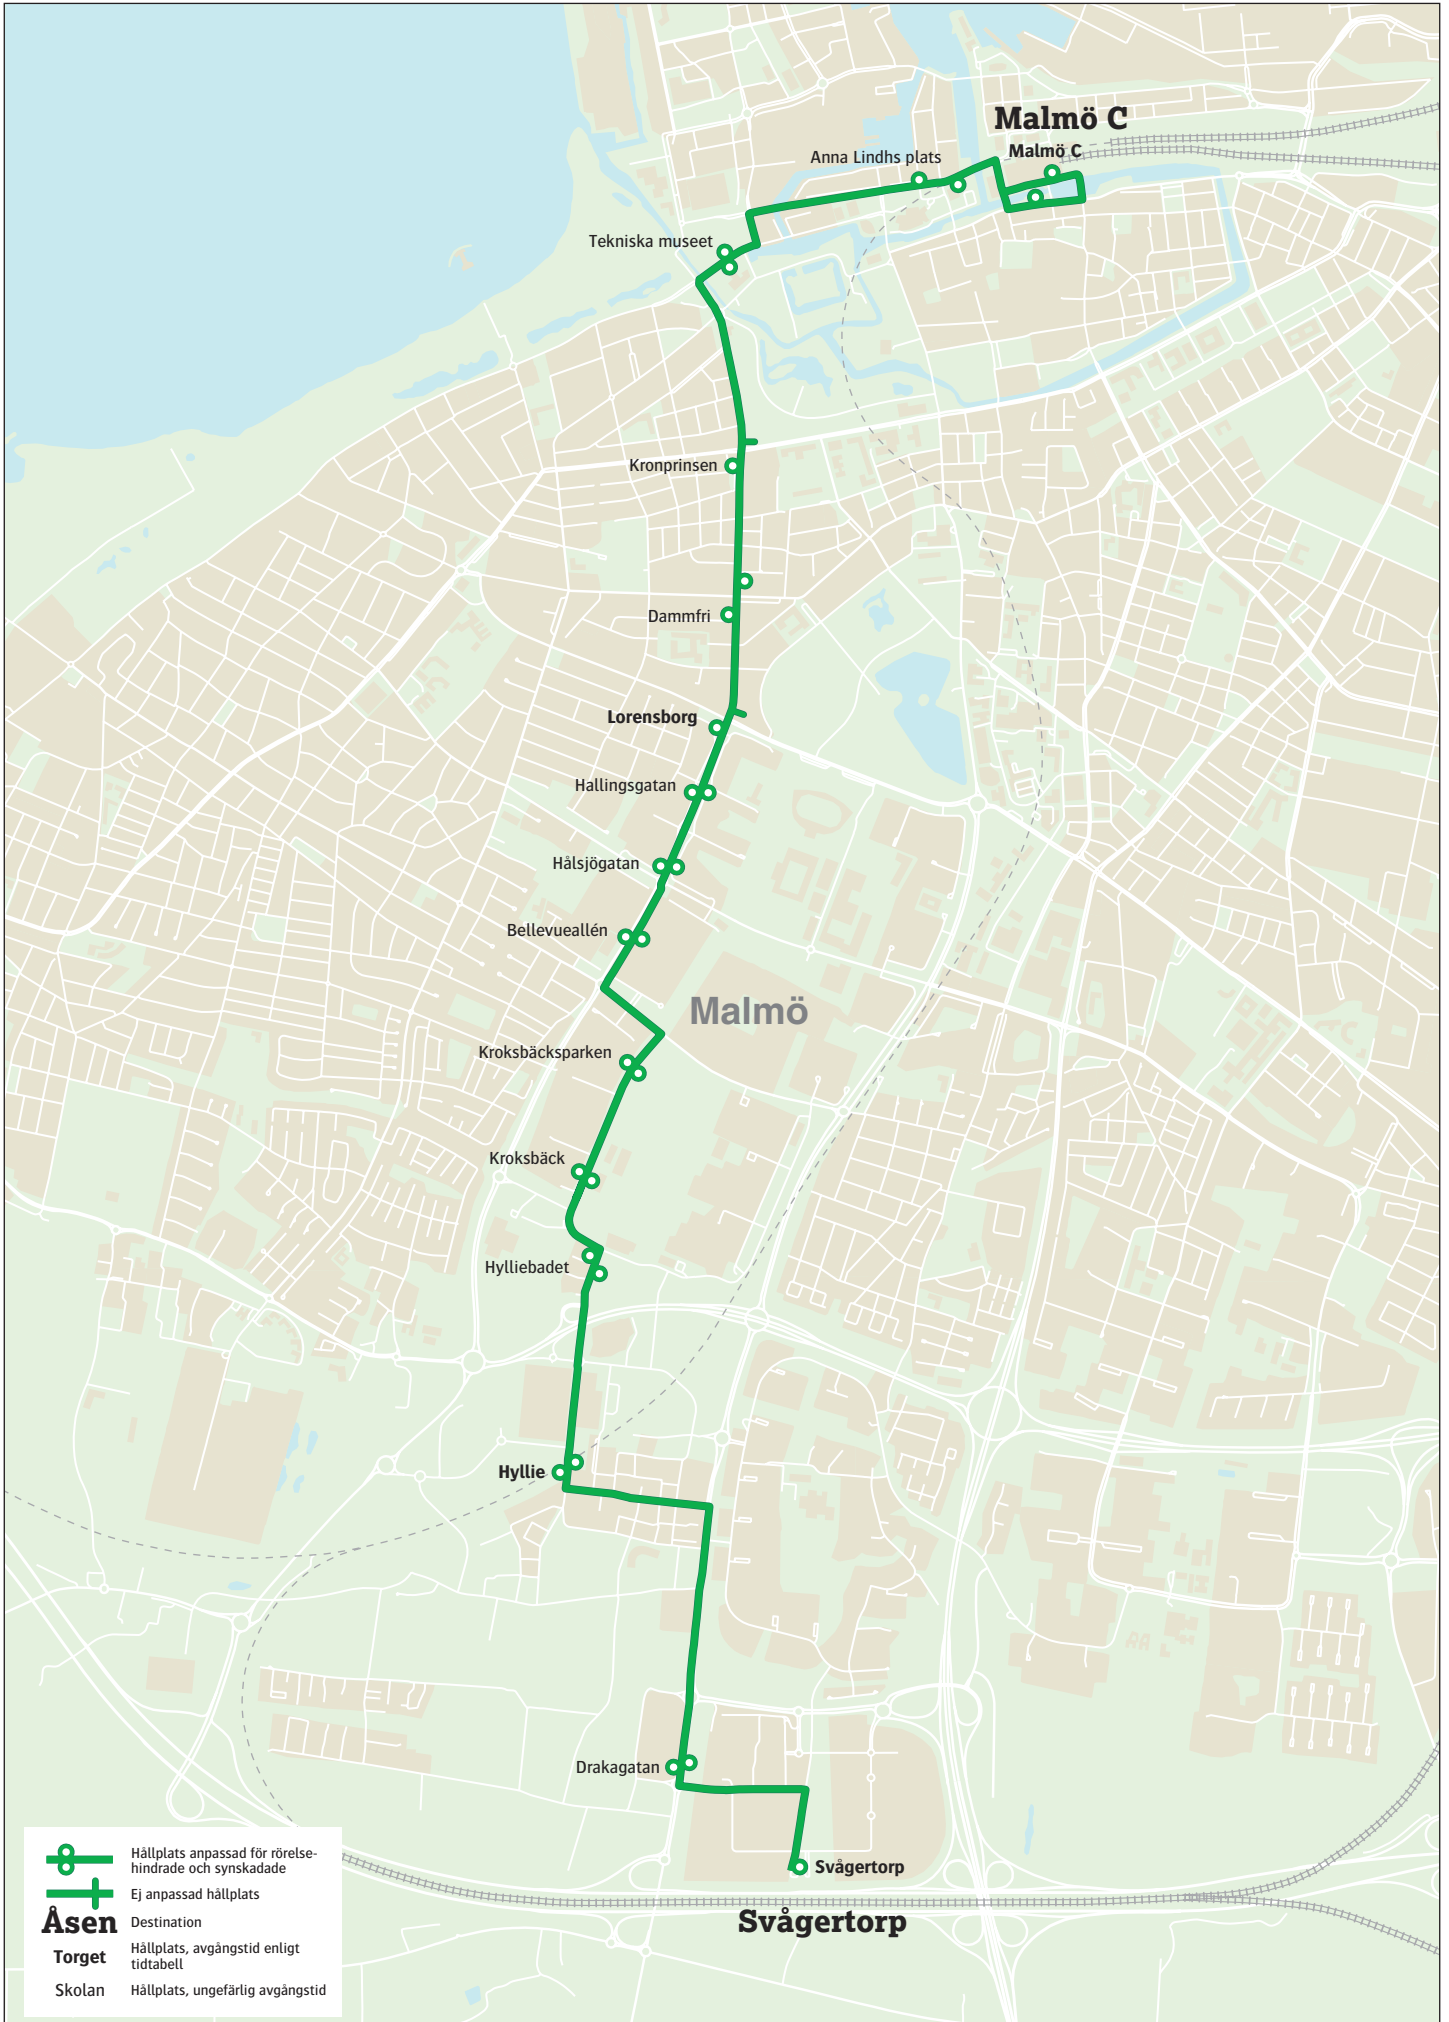 Malmö C
Malmö C
Anna Lindhs plats
Tekniska museet
Kronprinsen
Dammfri
Lorensborg
Hallingsgatan
Hålsjögatan
Bellevueallén
Malmö
Kroksbäcksparken
Kroksbäck
Hylliebadet
Hyllie
Drakagatan
Svågertorp
Svågertorp
Hållplats anpassad för rörelse-
hindrade och synskadade
Ej anpassad hållplats
Åsen Destination
Torget Hållplats, avgångstid enligt
tidtabell
Skolan Hållplats, ungefärlig avgångstid